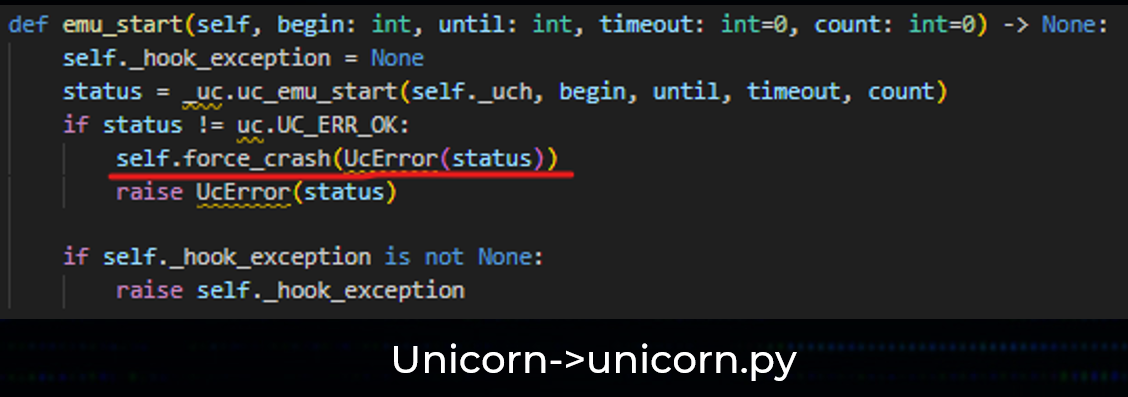 def emu_start(self, begin: int, until: int, timeout: int=0, count: int=0) -> None:
self._hook_exception = None
status = _uc.uc_emu_start(self._uch, begin, until, timeout, count)
if status != uc.UC_ERR_OK:
self.force_crash(UcError(status))
raise UcError(status)
if self._hook_exception is not None:
raise self._hook_exception
Unicorn->unicorn.py